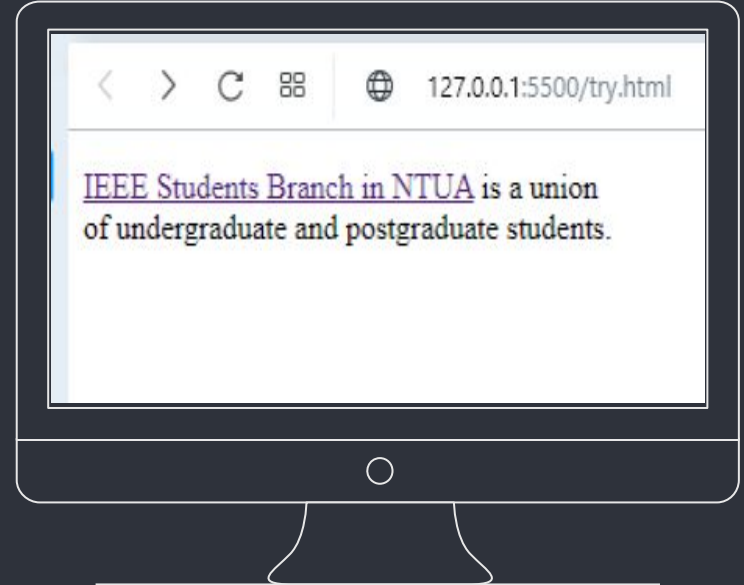 127.0.0.1:5500/try.html
IEEE Students Branch in NTUA is a union
of undergraduate and postgraduate students.